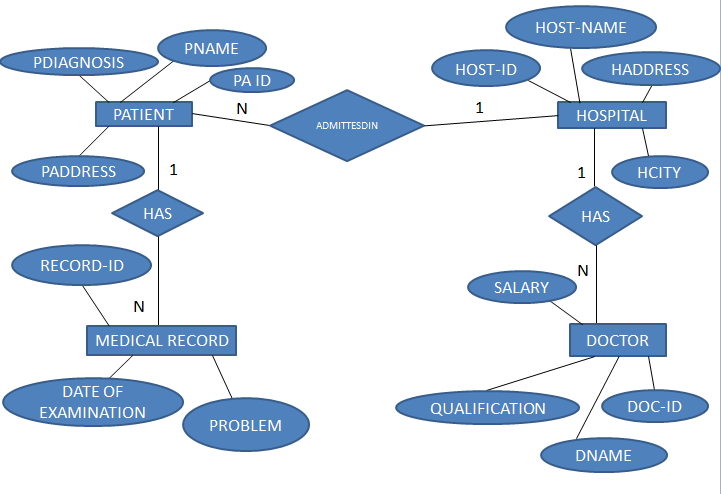 HOST-NAME
PNAME
PDIAGNOSIS
HOST-ID
HADDRESS
PA ID
N
1
PATIENT
ADMITTESDIN
HOSPITAL
PADDRESS
1
1
HCITY
HAS
HAS
RECORD-ID
N
SALARY
N
MEDICAL RECORD
DOCTOR
DATE OF
EXAMINATION
QUALIFICATION
DOC-ID
PROBLEM
DNAME